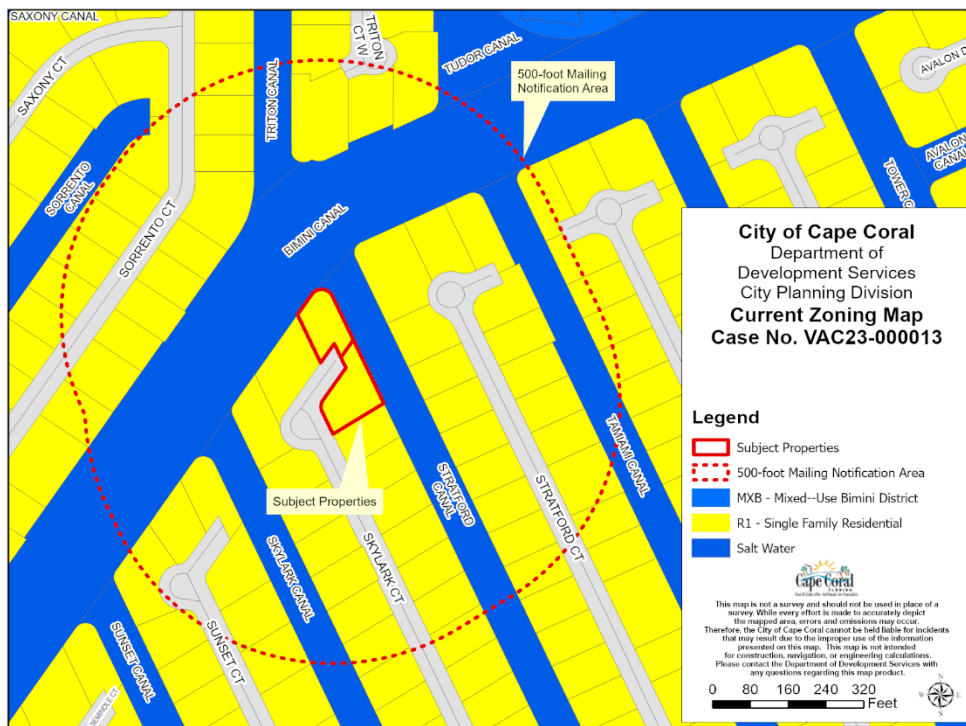 SAXONY CANAL
SAXONY CT
TRITON CANAL
TRITON
CT W
TUDOR CANAL
500-foot Mailing
Notification Area
AVALON D
AVALON
CANAL
TOWER C
SORRENTO
CANAL
SORRENTO CT
BIMINI CANAL
Subject Properties
STRATFORD
CANAL
STRATFORD CT
TAMIAMI CANAL
SKYLARK CT
SKYLARK CANAL
SUNSET CT
SUNSET CANAL
SEMINOLE CT
City of Cape Coral
Department of
Development Services
City Planning Division
Current Zoning Map
Case No. VAC23-000013
Legend
Subject Properties
500-foot Mailing Notification Area
MXB - Mixed--Use Bimini District
R1 - Single Family Residential
Salt Water
Cape Coral
FLORIDA
This map is not a survey and should not be used in place of a
survey. While every effort is made to accurately depict
the mapped area, errors and omissions may occur.
Therefore, the City of Cape Coral cannot be held liable for incidents
that may result due to the improper use of the information
presented on this map. This map is not intended
for construction, navigation, or engineering calculations.
Please contact the Department of Development Services with
any questions regarding this map product.
0 80 160 240 320
Feet
N
W E
S